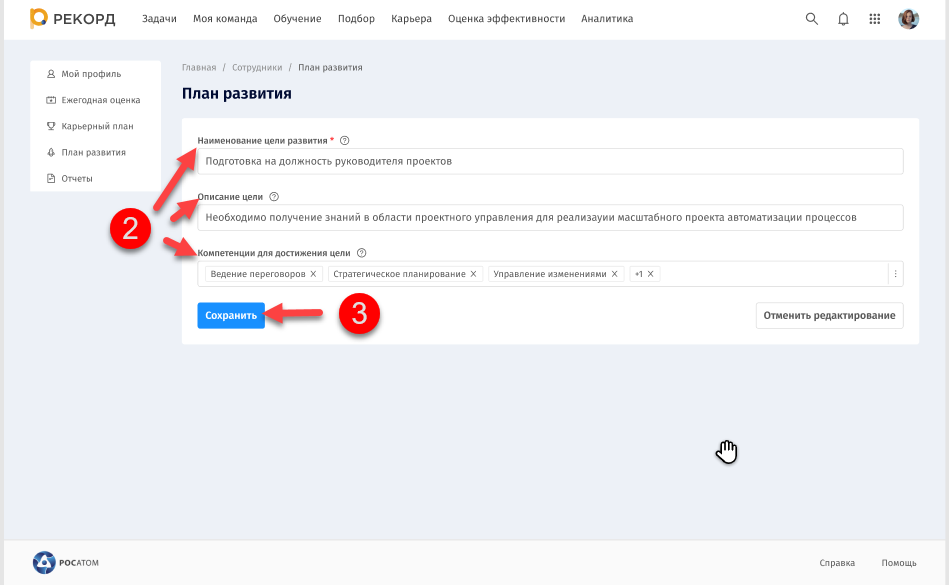 РЕКОРД Задачи Моя команда Обучение Подбор Карьера Оценка эффективности Аналитика
Мой профиль
Ежегодная оценка
Карьерный план
План развития
Отчеты
Главная / Сотрудники / План развития
План развития
Наименование цели развития * ?
Подготовка на должность руководителя проектов
Описание цели ?
Необходимо получение знаний в области проектного управления для реализауии масштабного проекта автоматизации процессов
2
Компетенции для достижения цели ?
Ведение переговоров X Стратегическое планирование X Управление изменениями X +1 X
Сохранить 3 Отменить редактирование
РОСАТОМ Справка Помощь